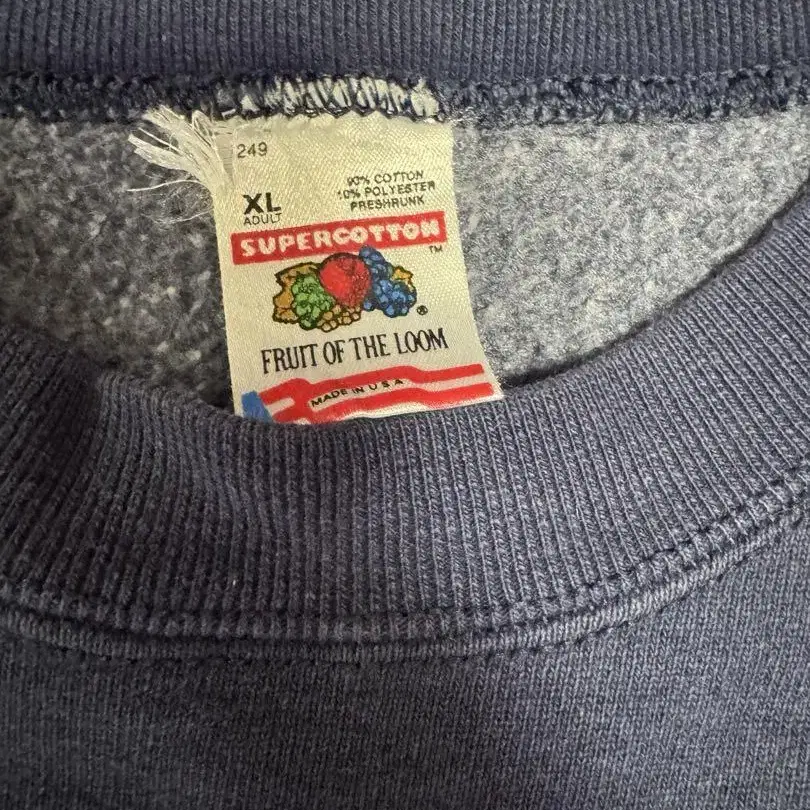 249
XL
ADULT
90% COTTON
10% POLYESTER
PRESHRUNK
SUPERCOTTON
TM
®
FRUIT OF THE LOOM
MADE IN U S A